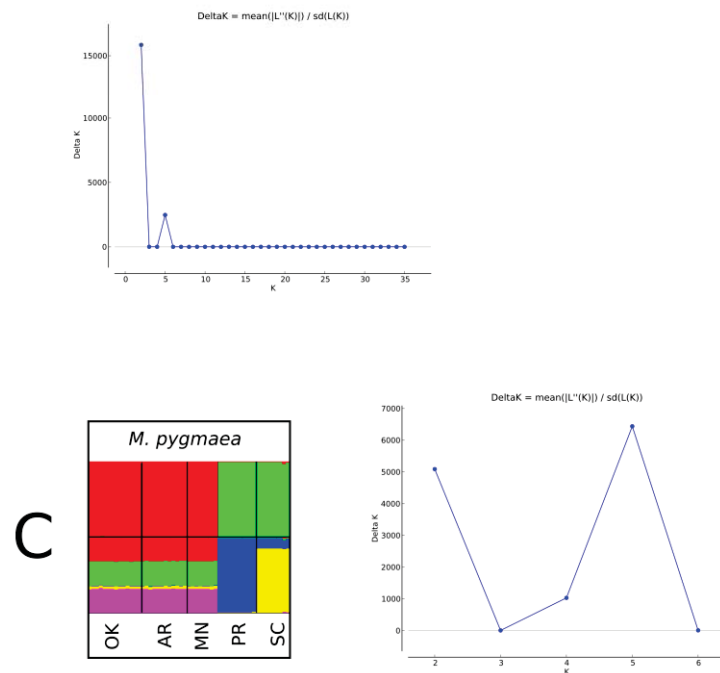 DeltaK = mean(|L''(K)|) / sd(L(K))
15000
10000
5000
0
Delta K
0 5 10 15 20 25 30 35
K
C
M. pygmaea
OK AR MN PR SC
DeltaK = mean(|L''(K)|) / sd(L(K))
7000
6000
5000
4000
3000
2000
1000
0
Delta K
2 3 4 5 6
K